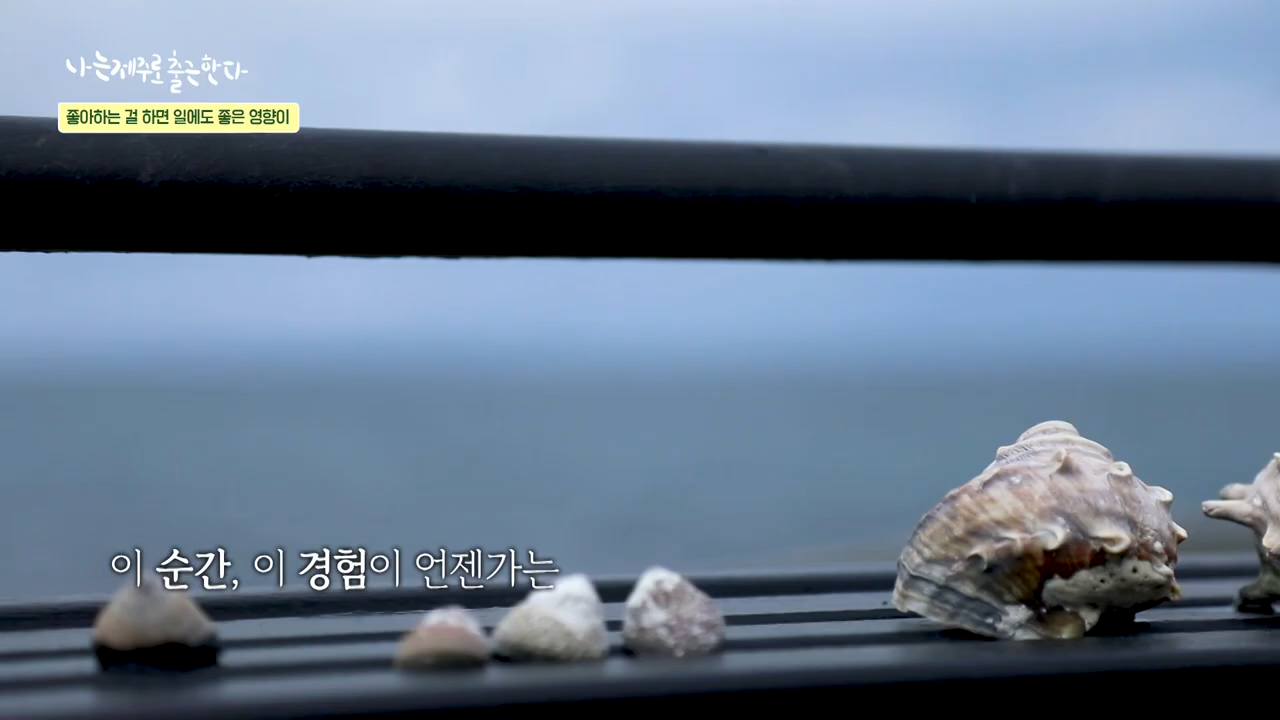 나는 제주로 출근한다
좋아하는 걸 하면 일에도 좋은 영향이
이 순간, 이 경험이 언젠가는